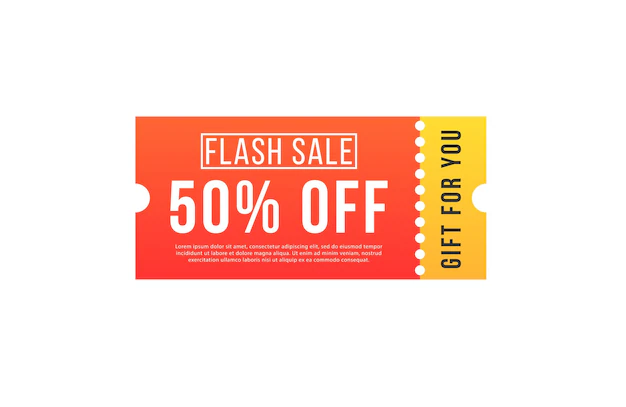 FLASH SALE
50% OFF
Lorem ipsum dolor sit amet, consectetur adipiscing elit, sed do eiusmod tempor
incididunt ut labore et dolore magna aliqua. Ut enim ad minim veniam, quis nostrud
exercitation ullamco laboris nisi ut aliquip ex ea commodo consequat.
GIFT FOR YOU